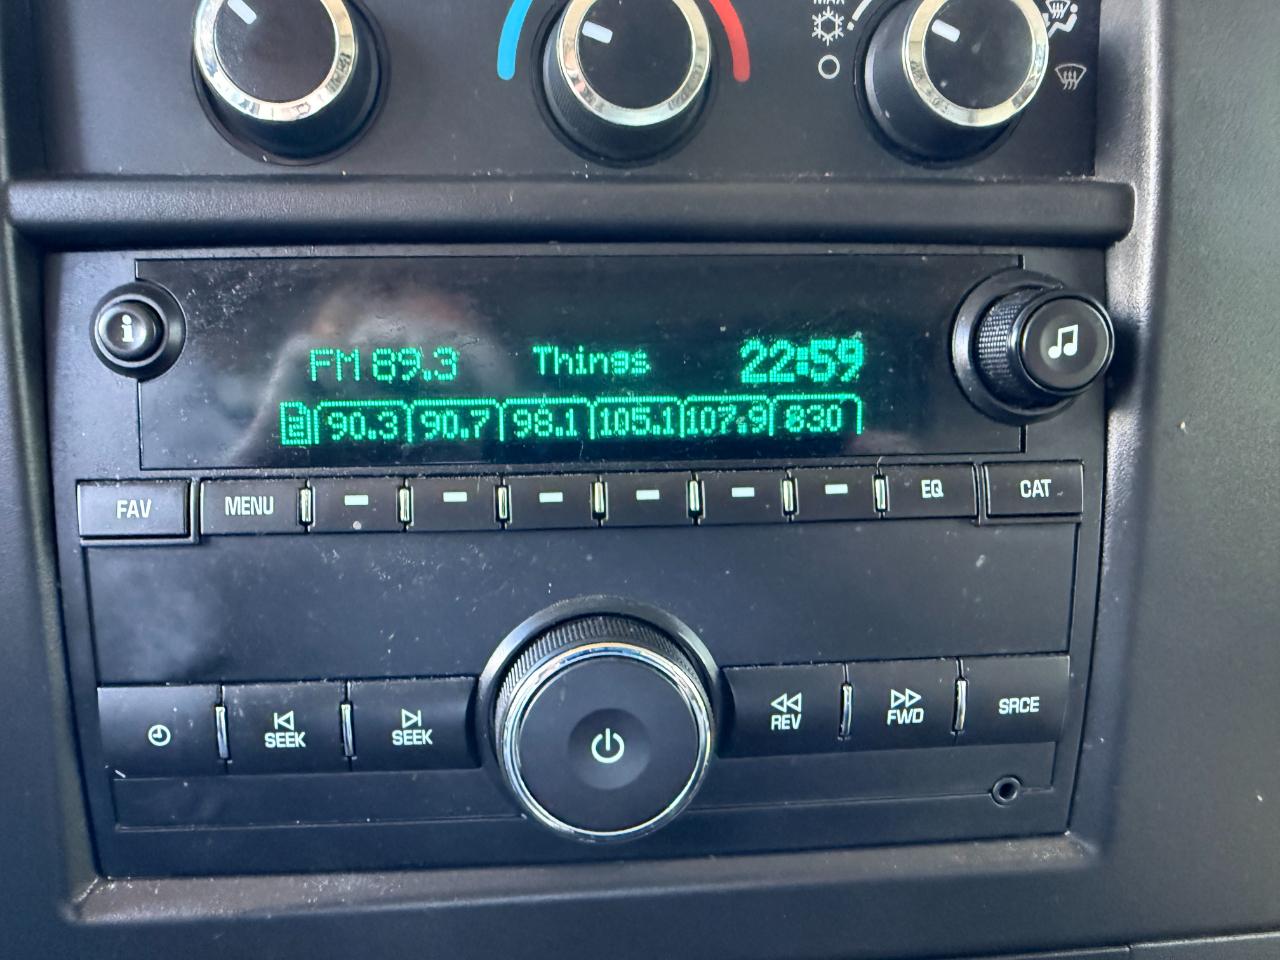 MAX
i
FM 89.3 Things 22:59
2 90.3 90.7 98.1 105.1 107.9 830
FAV MENU EQ CAT
SEEK SEEK REV FWD SRCE